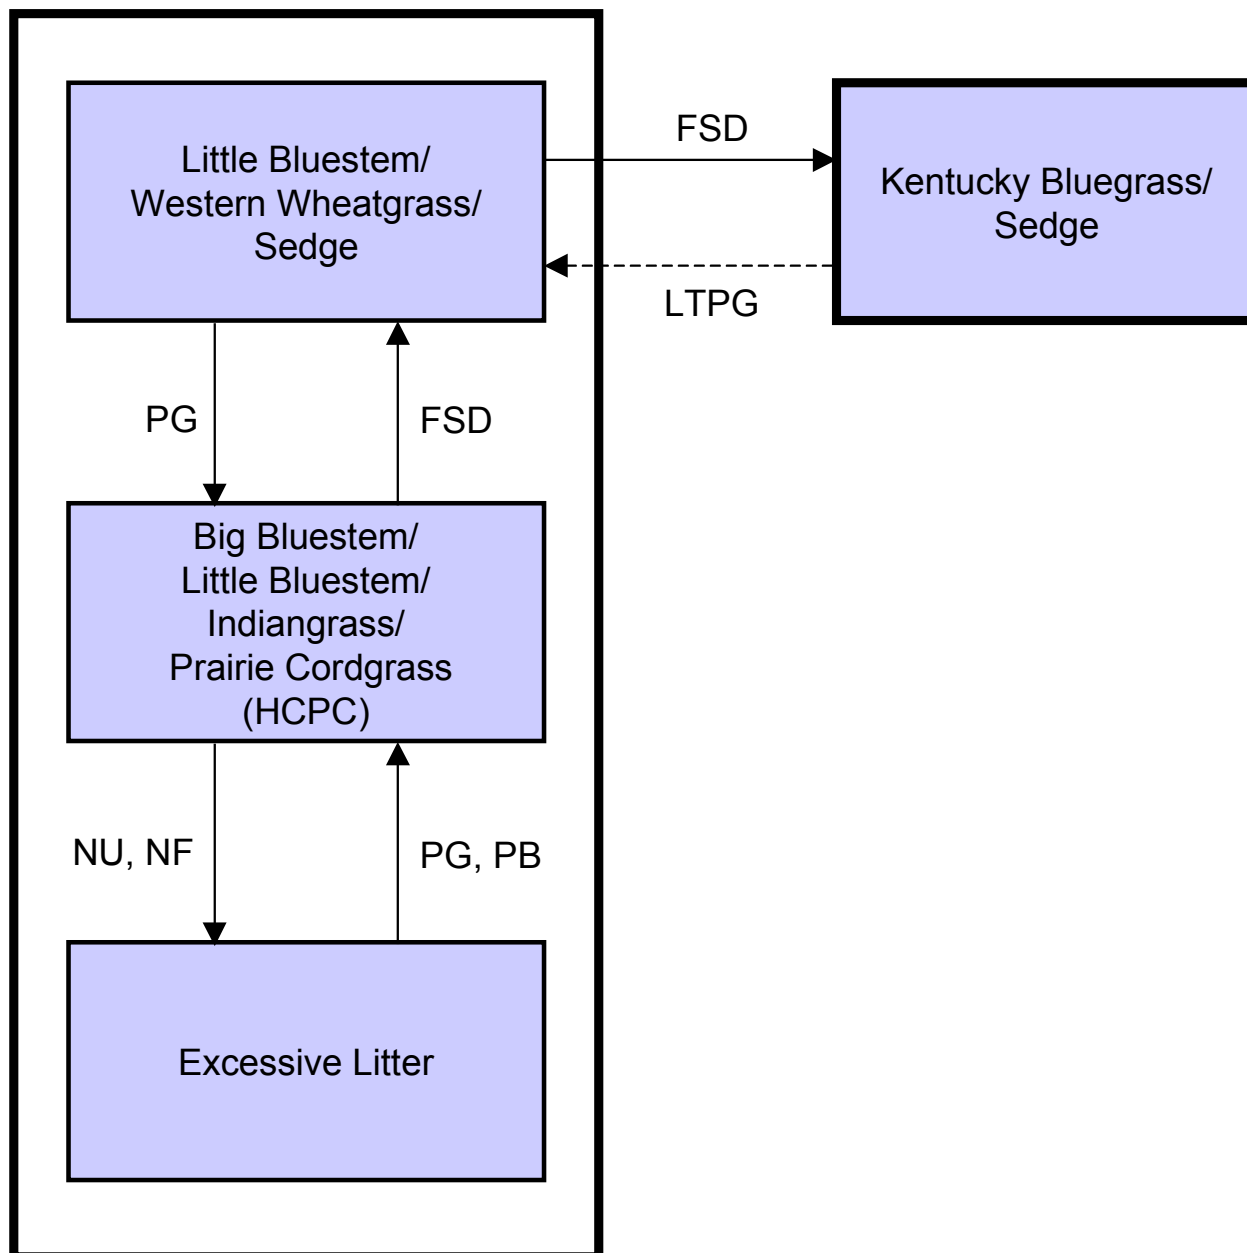 Little Bluestem/
Western Wheatgrass/
Sedge
FSD
Kentucky Bluegrass/
Sedge
LTPG
PG
FSD
Big Bluestem/
Little Bluestem/
Indiangrass/
Prairie Cordgrass
(HCPC)
NU, NF
PG, PB
Excessive Litter